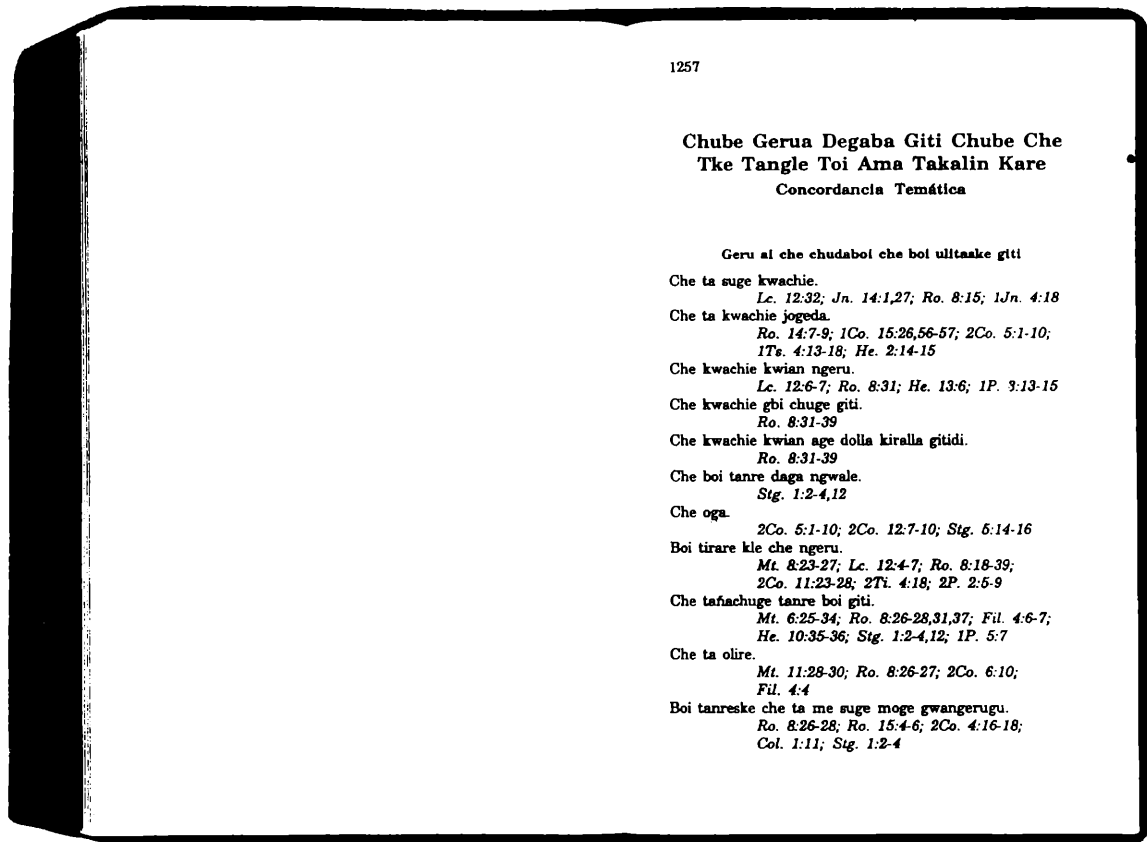 1257
Chube Gerua Degaba Giti Chube Che
Tke Tangle Toi Ama Takalin Kare
Concordancia Temática
Geru ai che chudaboi che boi ulitaake giti
Che ta suge kwachie.
Lc. 12:32; Jn. 14:1,27; Ro. 8:15; 1Jn. 4:18
Che ta kwachie jogeda.
Ro. 14:7-9; 1Co. 15:26,56-57; 2Co. 5:1-10;
1Ts. 4:13-18; He. 2:14-15
Che kwachie kwian ngeru.
Lc. 12:6-7; Ro. 8:31; He. 13:6; 1P. 3:13-15
Che kwachie gbi chuge giti.
Ro. 8:31-39
Che kwachie kwian age dolla kiralla gitidi.
Ro. 8:31-39
Che boi tanre daga ngwale.
Stg. 1:2-4,12
Che oga.
2Co. 5:1-10; 2Co. 12:7-10; Stg. 5:14-16
Boi tirare kle che ngeru.
Mt. 8:23-27; Lc. 12:4-7; Ro. 8:18-39;
2Co. 11:23-28; 2Ti. 4:18; 2P. 2:5-9
Che tañachuge tanre boi giti.
Mt. 6:25-34; Ro. 8:26-28,31,37; Fil. 4:6-7;
He. 10:35-36; Stg. 1:2-4,12; 1P. 5:7
Che ta olire.
Mt. 11:28-30; Ro. 8:26-27; 2Co. 6:10;
Fil. 4:4
Boi tanreske che ta me suge moge gwangerugu.
Ro. 8:26-28; Ro. 15:4-6; 2Co. 4:16-18;
Col. 1:11; Stg. 1:2-4